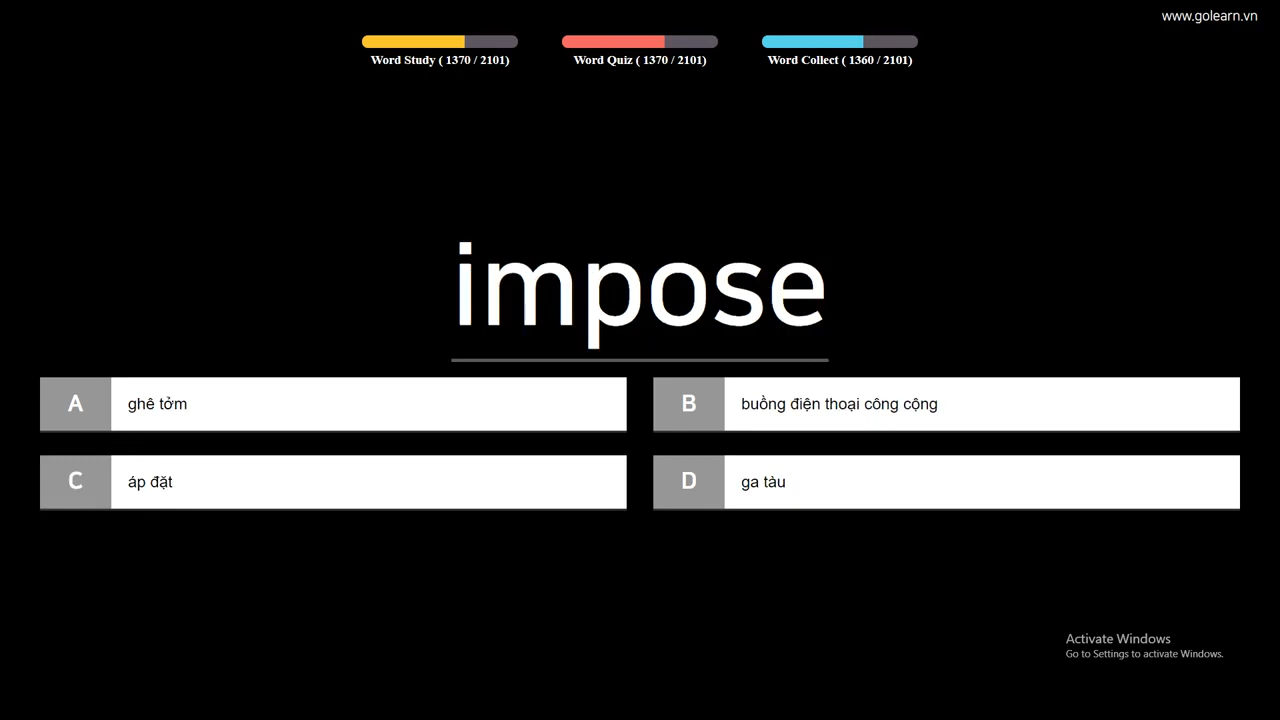 www.golearn.vn
Word Study ( 1370 / 2101)
Word Quiz ( 1370 / 2101)
Word Collect ( 1360 / 2101)
impose
A ghê tởm
B buồng điện thoại công cộng
C áp đặt
D ga tàu
Activate Windows
Go to Settings to activate Windows.